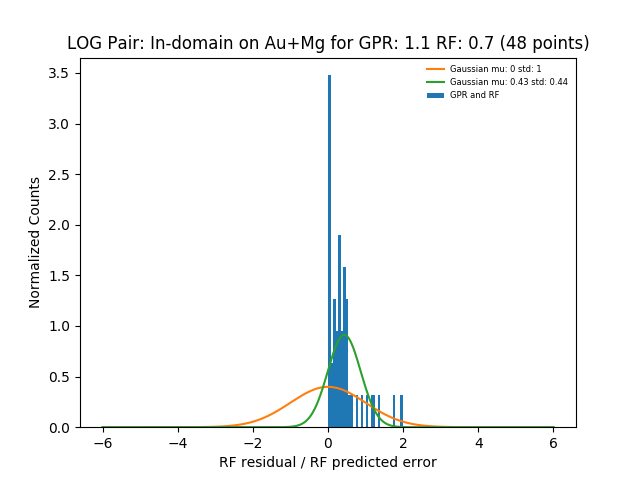 LOG Pair: In-domain on Au+Mg for GPR: 1.1 RF: 0.7 (48 points)
Gaussian mu: 0 std: 1
Gaussian mu: 0.43 std: 0.44
GPR and RF
Normalized Counts
3.5
3.0
2.5
2.0
1.5
1.0
0.5
0.0
−6
−4
−2
0
2
4
6
RF residual / RF predicted error